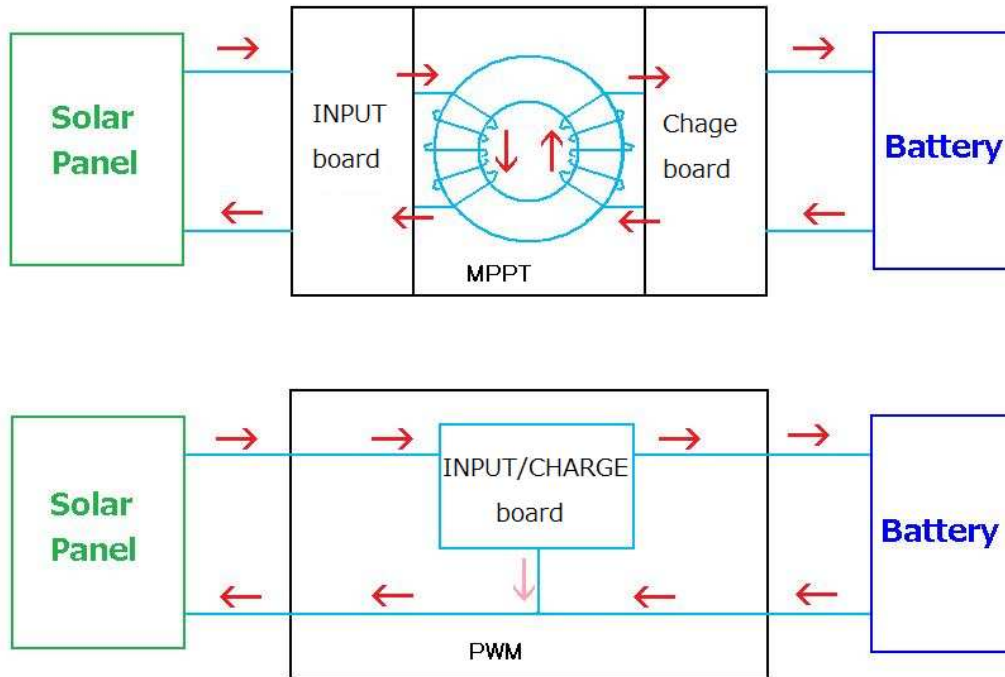 Solar
Panel
INPUT
board
MPPT
Chage
board
Battery
Solar
Panel
INPUT/CHARGE
board
PWM
Battery